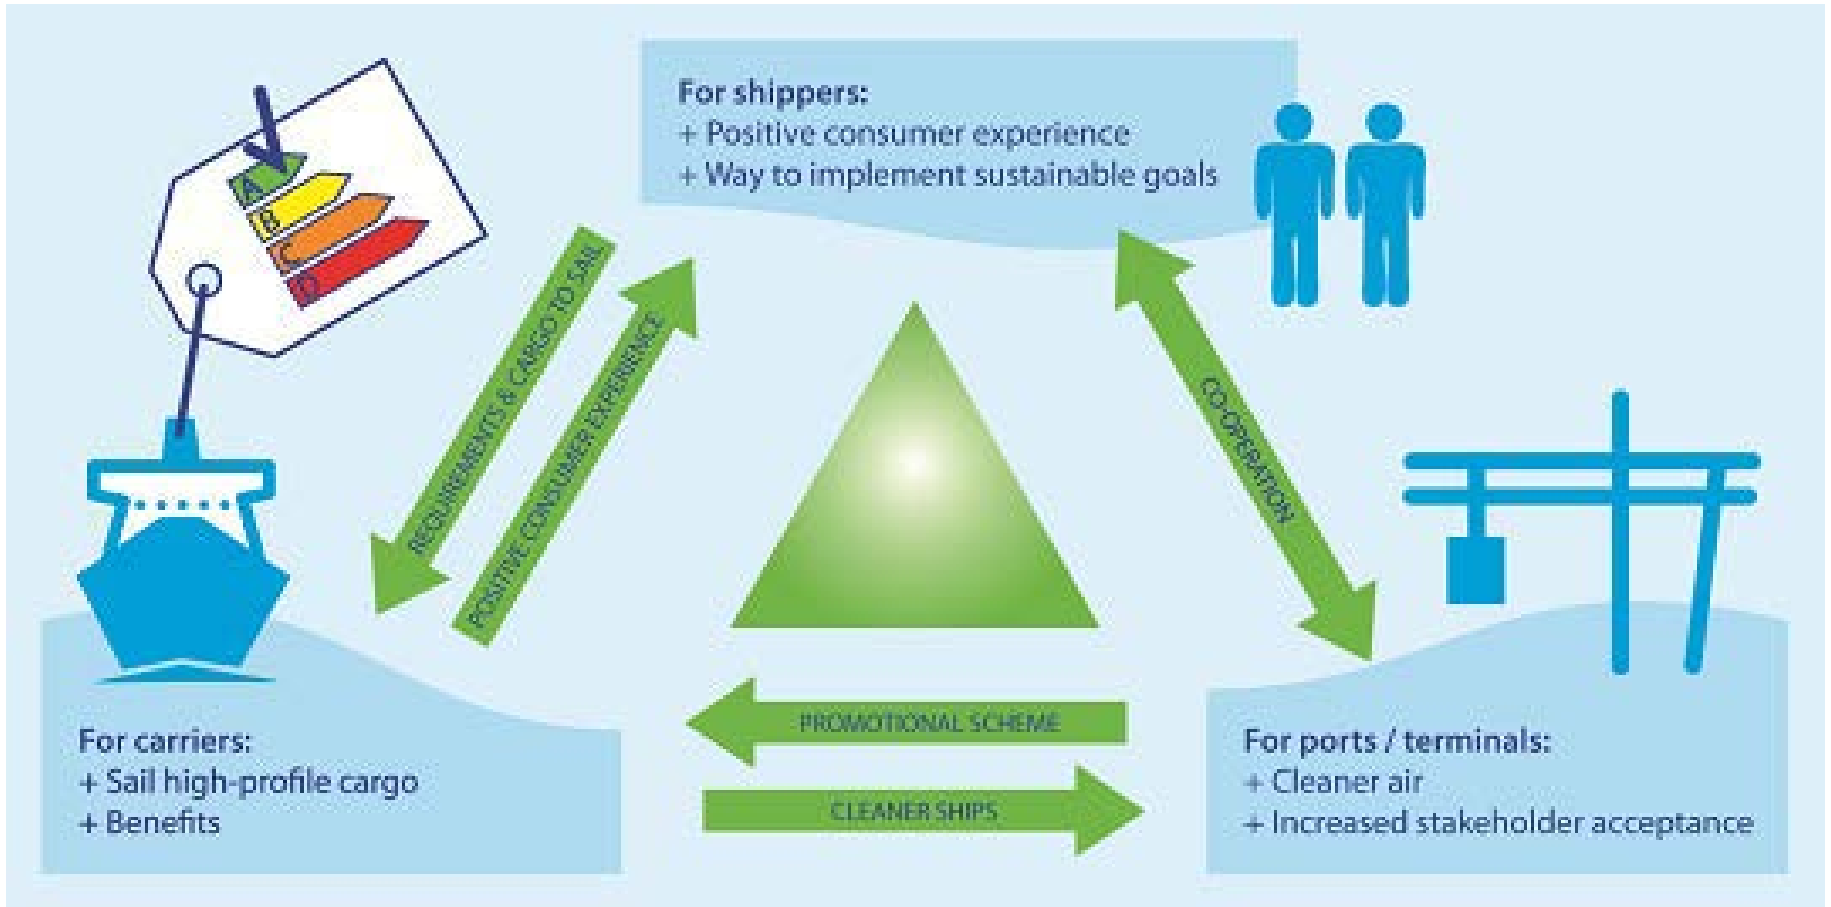 For shippers:
+ Positive consumer experience
+ Way to implement sustainable goals
A
B
C
D
REQUIREMENTS & CARGO TO SAIL
POSITIVE CONSUMER EXPERIENCE
CO-OPERATION
PROMOTIONAL SCHEME
CLEANER SHIPS
For carriers:
+ Sail high-profile cargo
+ Benefits
For ports / terminals:
+ Cleaner air
+ Increased stakeholder acceptance